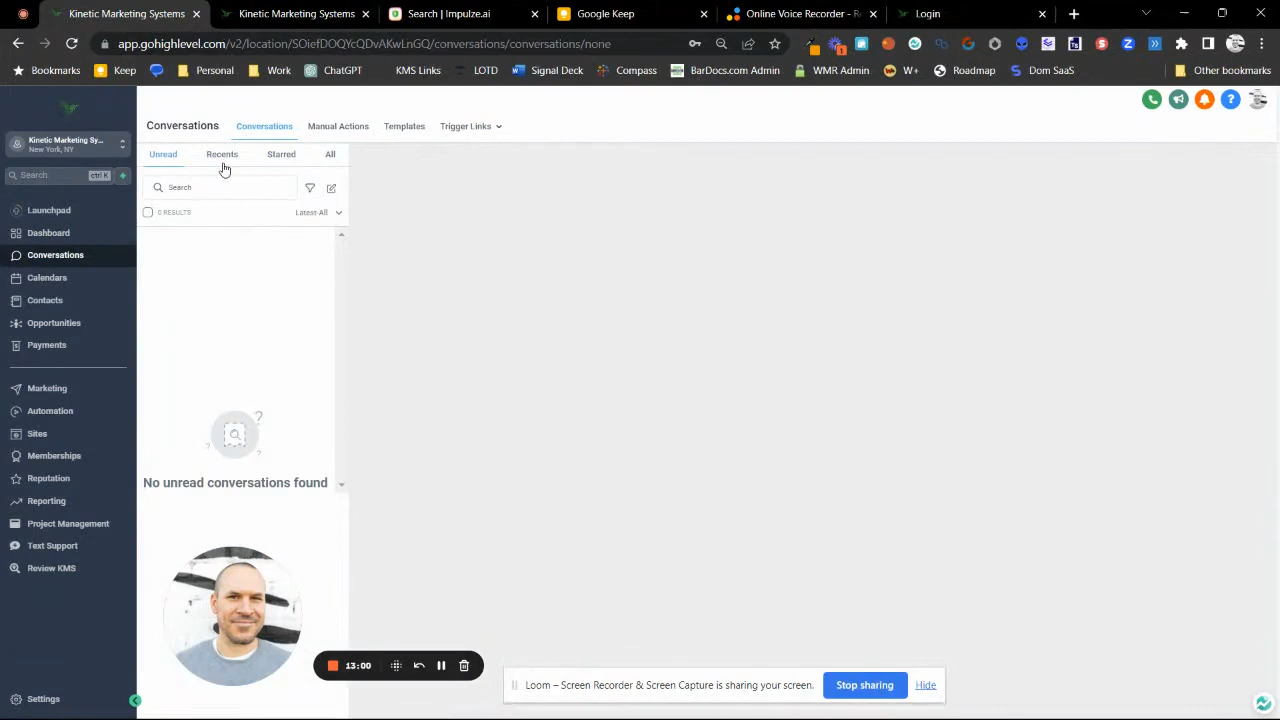 Kinetic Marketing Systems
Kinetic Marketing Systems
Search | Impulze.ai
Google Keep
Online Voice Recorder - R
Login
app.gohighlevel.com/v2/location/SOiefDOQYcQDvAKwLnGQ/conversations/conversations/none
Bookmarks
Keep
Personal
Work
ChatGPT
KMS Links
LOTD
Signal Deck
Compass
BarDocs.com Admin
WMR Admin
W+
Roadmap
Dom SaaS
Other bookmarks
Kinetic Marketing Sy...
New York, NY
Search
ctrl K
Launchpad
Dashboard
Conversations
Calendars
Contacts
Opportunities
Payments
Marketing
Automation
Sites
Memberships
Reputation
Reporting
Project Management
Text Support
Review KMS
Settings
Conversations
Conversations
Manual Actions
Templates
Trigger Links
Unread
Recents
Starred
All
Search
0 RESULTS
Latest-All
No unread conversations found
13:00
Loom – Screen Recorder & Screen Capture is sharing your screen.
Stop sharing
Hide